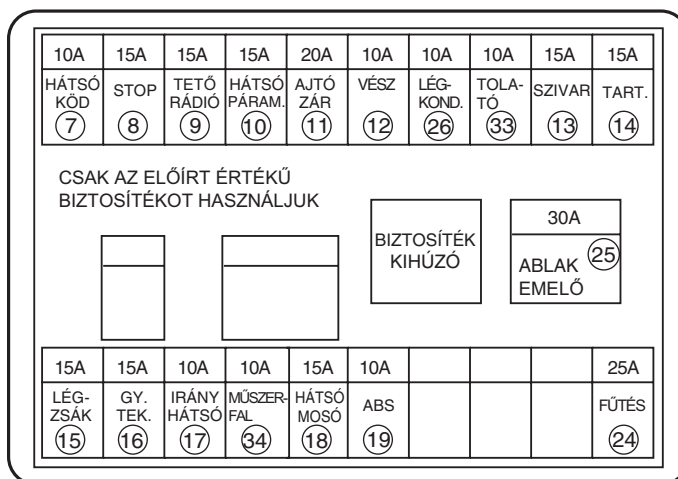 10A 15A 15A 15A 20A 10A 10A 10A 15A 15A
HÁTSÓ KÖD 7
STOP 8
TETŐ RÁDIÓ 9
HÁTSÓ PÁRAM. 10
AJTÓ ZÁR 11
VÉSZ 12
LÉG- KOND. 26
TOLA- TÓ 33
SZIVAR 13
TART. 14
CSAK AZ ELŐÍRT ÉRTÉKŰ
BIZTOSÍTÉKOT HASZNÁLJUK
BIZTOSÍTÉK
KIHÚZÓ
30A
ABLAK 25
EMELŐ
15A 15A 10A 10A 15A 10A 25A
LÉG- ZSÁK 15
GY. TEK. 16
IRÁNY HÁTSÓ 17
MŰSZER- FAL 34
HÁTSÓ MOSÓ 18
ABS 19
FŰTÉS 24